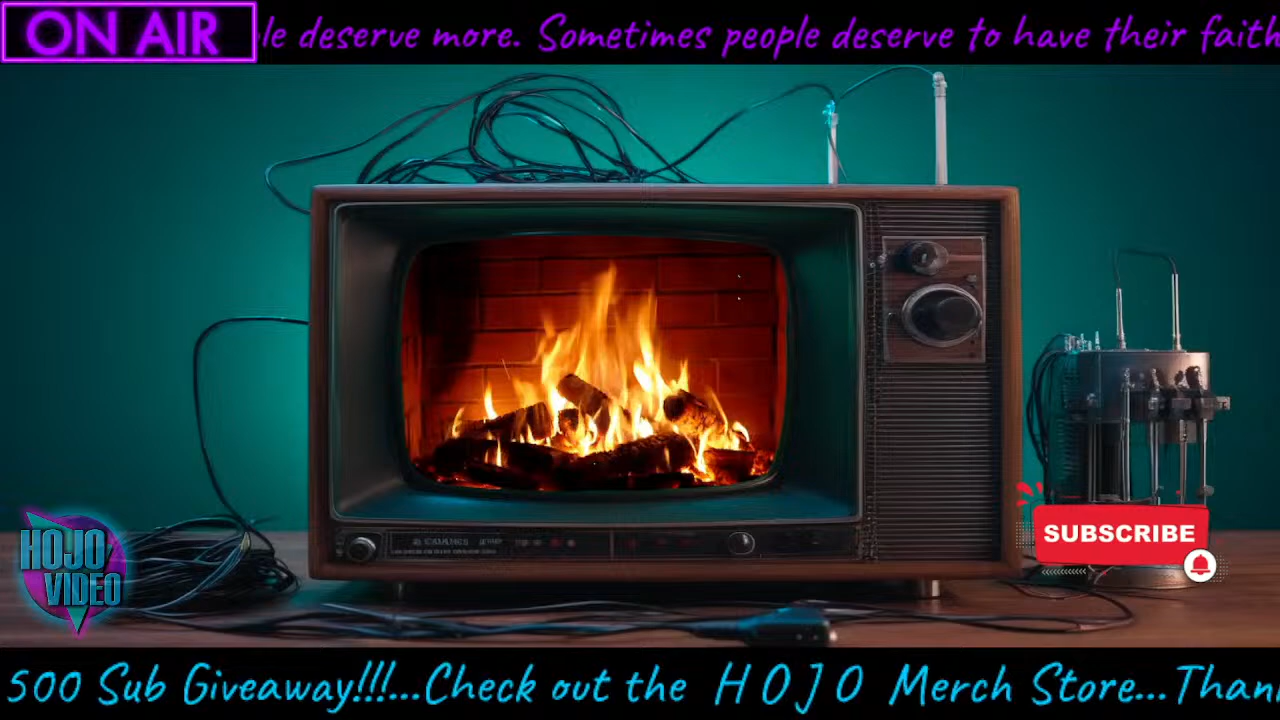 ON AIR
le deserve more. Sometimes people deserve to have their faith
HOJO
VIDEO
SUBSCRIBE
500 Sub Giveaway!!!...Check out the H O J O Merch Store...Than